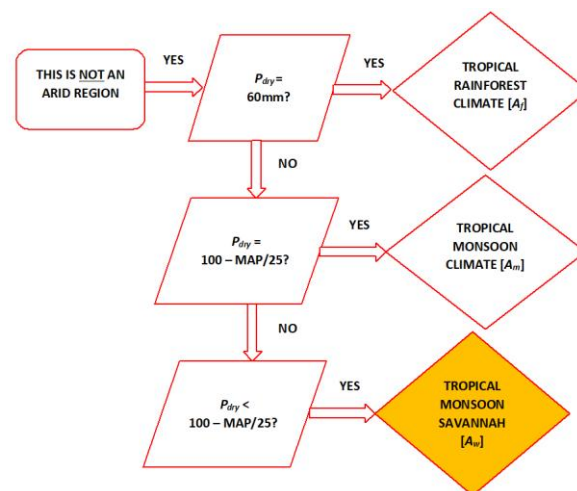 THIS IS NOT AN
ARID REGION
YES
Pdry =
60mm?
YES
TROPICAL
RAINFOREST
CLIMATE [Af]
NO
Pdry =
100 – MAP/25?
YES
TROPICAL
MONSOON
CLIMATE [Am]
NO
Pdry <
100 – MAP/25?
YES
TROPICAL
MONSOON
SAVANNAH
[Aw]